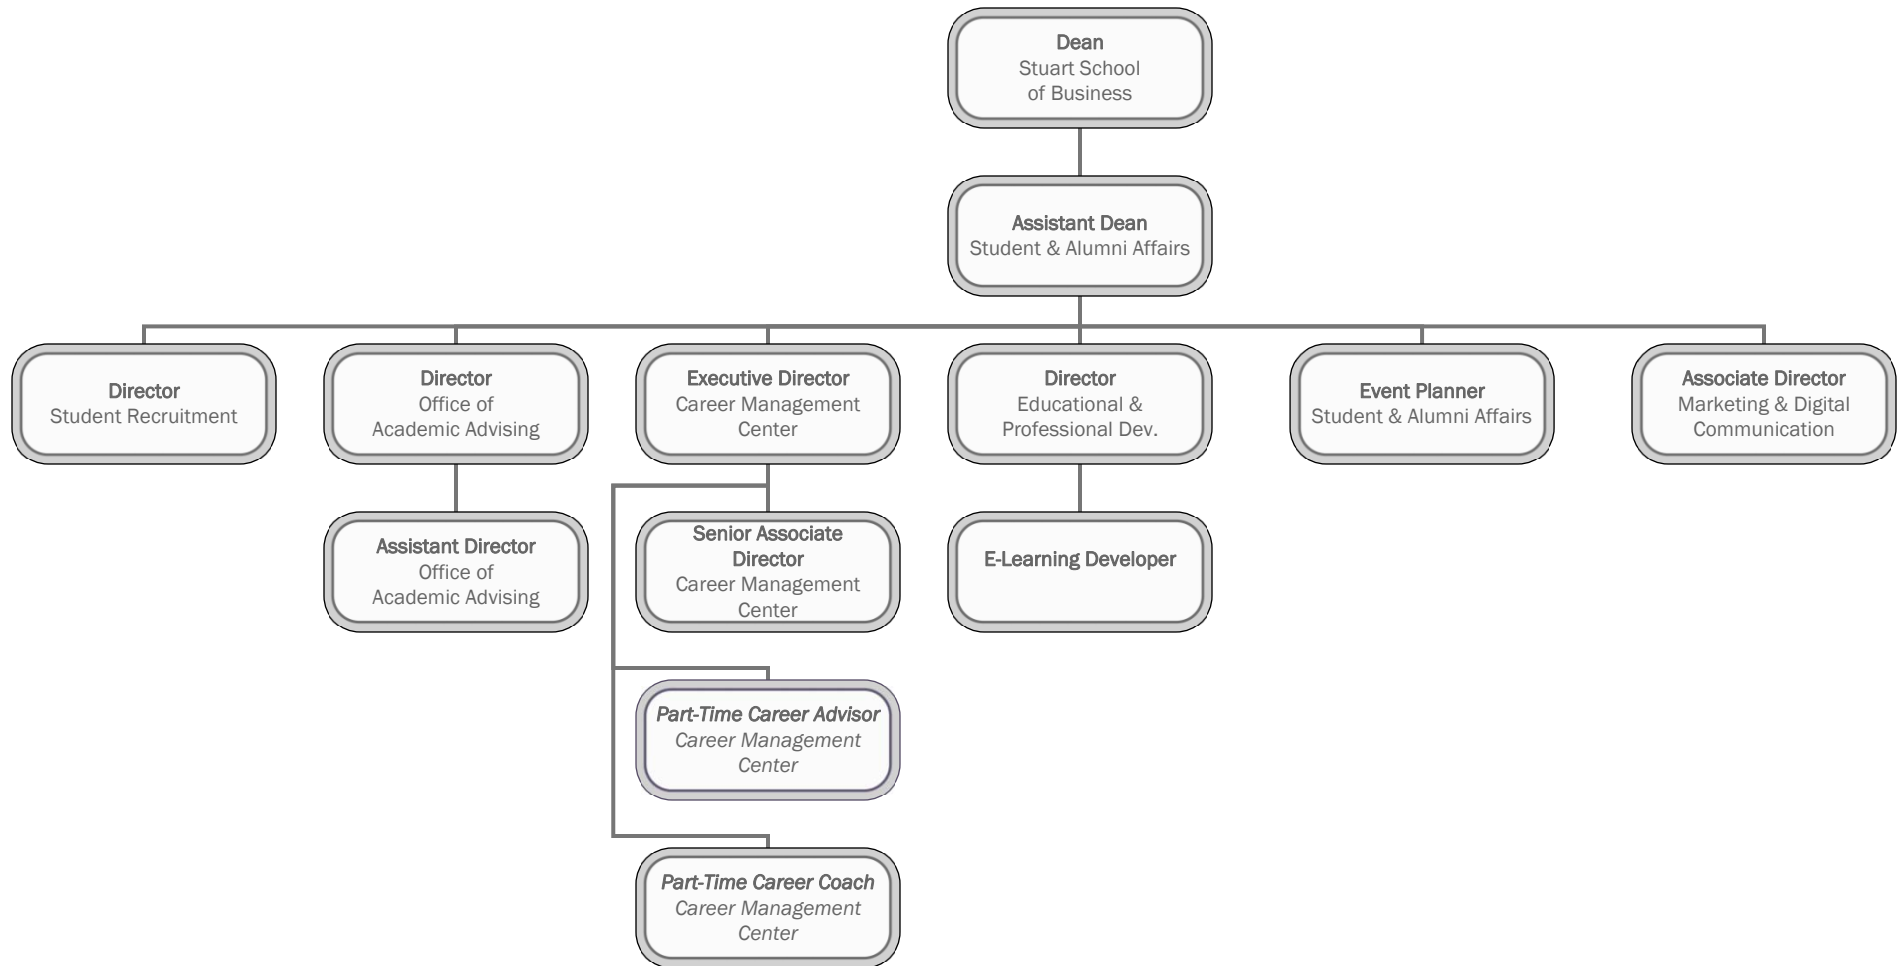 Dean
Stuart School
of Business
Assistant Dean
Student & Alumni Affairs
Director
Student Recruitment
Director
Office of
Academic Advising
Executive Director
Career Management
Center
Director
Educational &
Professional Dev.
Event Planner
Student & Alumni Affairs
Associate Director
Marketing & Digital
Communication
Assistant Director
Office of
Academic Advising
Senior Associate
Director
Career Management
Center
E-Learning Developer
Part-Time Career Advisor
Career Management
Center
Part-Time Career Coach
Career Management
Center